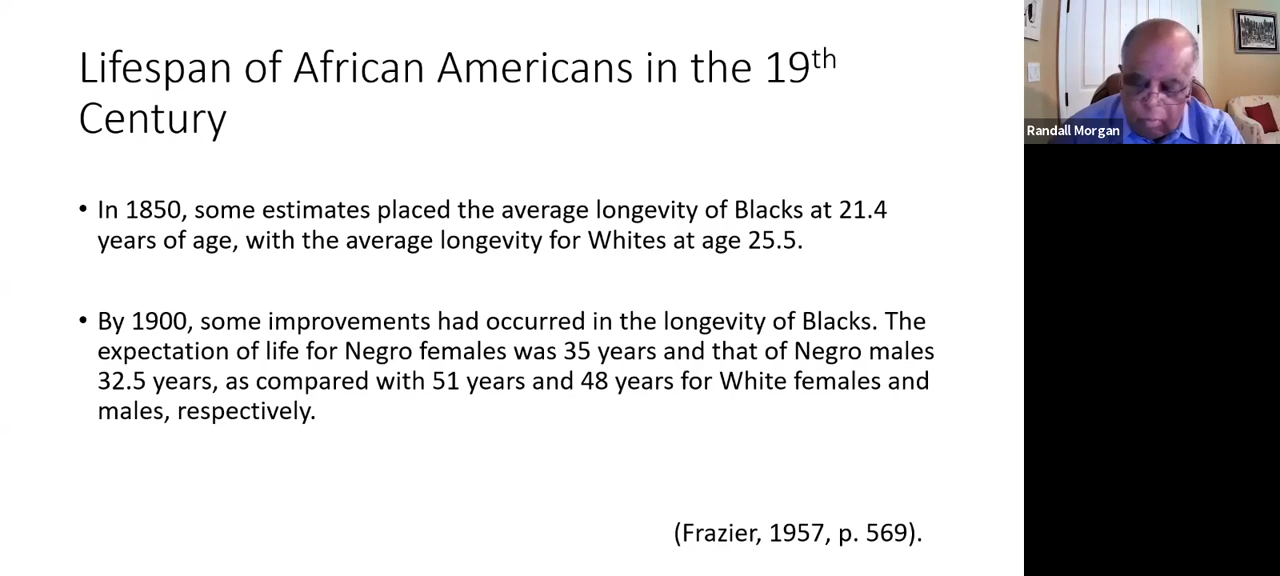 Lifespan of African Americans in the 19th
Century
• In 1850, some estimates placed the average longevity of Blacks at 21.4
years of age, with the average longevity for Whites at age 25.5.
• By 1900, some improvements had occurred in the longevity of Blacks. The
expectation of life for Negro females was 35 years and that of Negro males
32.5 years, as compared with 51 years and 48 years for White females and
males, respectively.
(Frazier, 1957, p. 569).
Randall Morgan